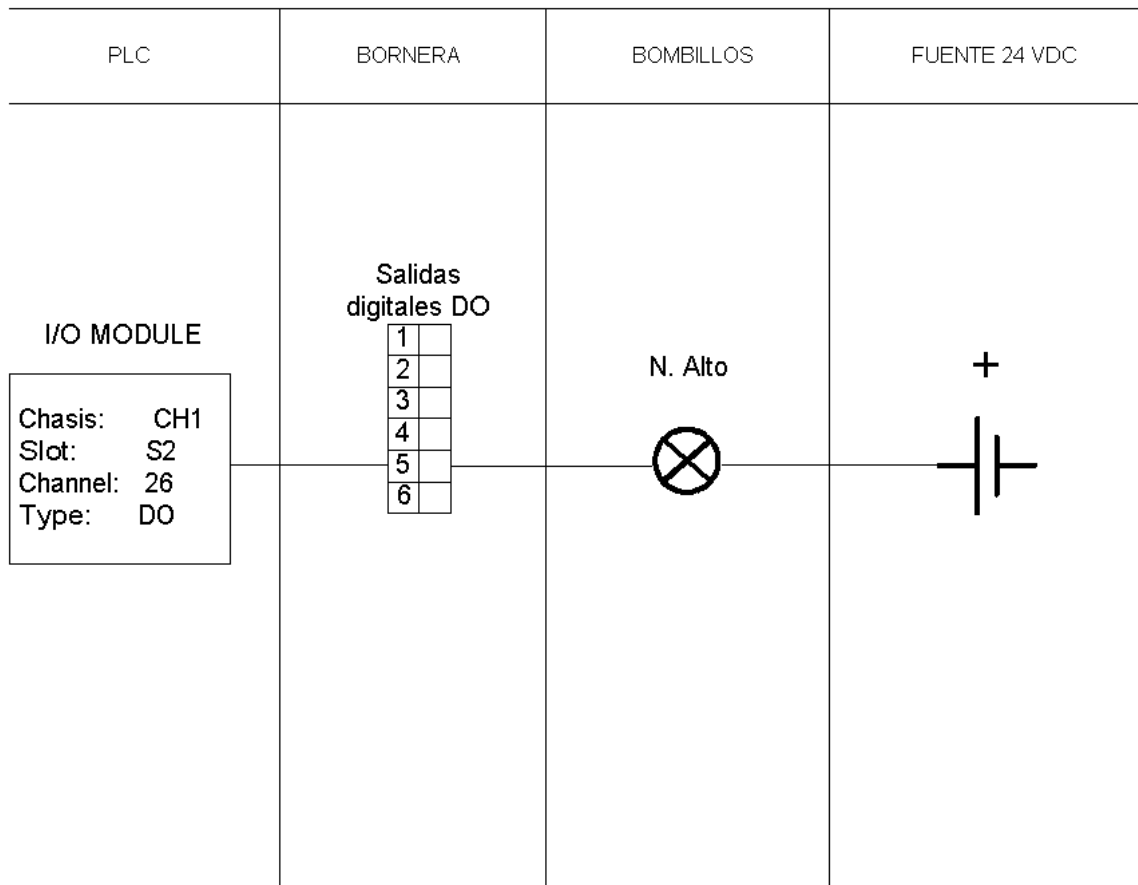 PLC
BORNERA
BOMBILLOS
FUENTE 24 VDC
I/O MODULE
Chasis: CH1
Slot: S2
Channel: 26
Type: DO
Salidas
digitales DO
1
2
3
4
5
6
N. Alto
+